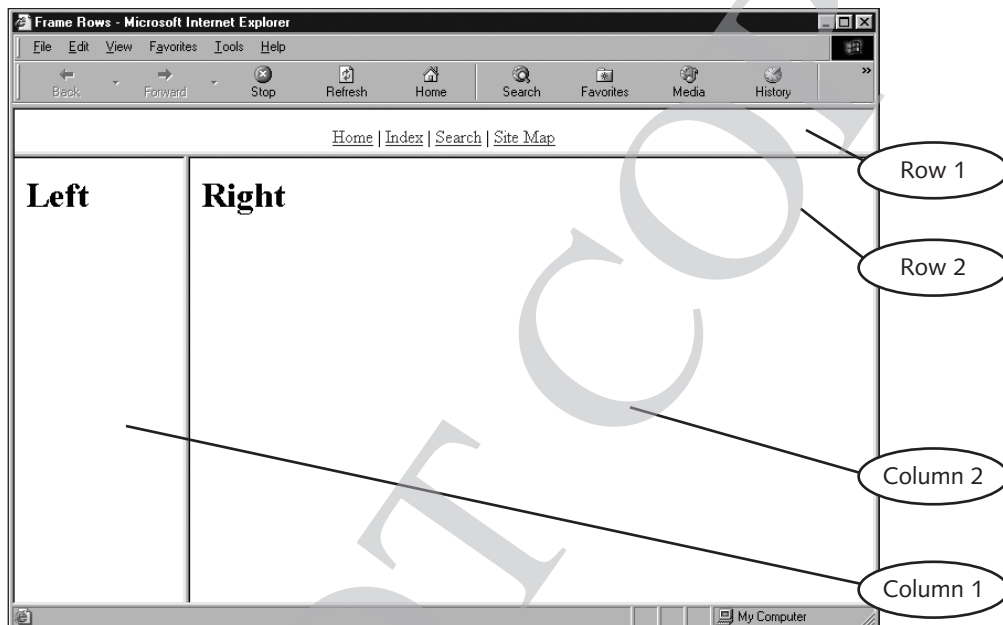 Frame Rows - Microsoft Internet Explorer
File Edit View Favorites Tools Help
Back Forward Stop Refresh Home Search Favorites Media History »
Home | Index | Search | Site Map
Row 1
Left Right
Row 2
Column 2
Column 1
My Computer